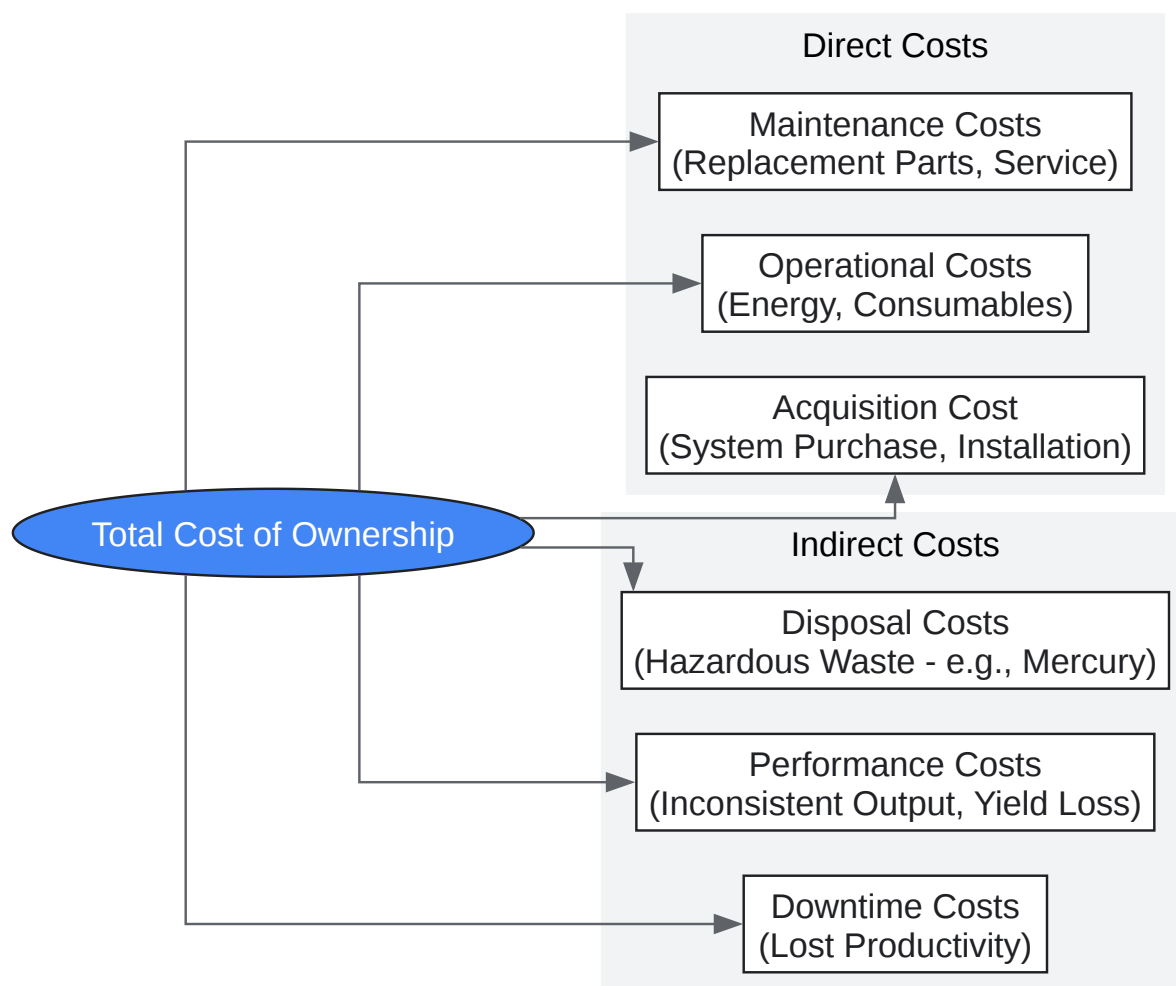 Direct Costs
Maintenance Costs
(Replacement Parts, Service)
Operational Costs
(Energy, Consumables)
Acquisition Cost
(System Purchase, Installation)
Total Cost of Ownership
Indirect Costs
Disposal Costs
(Hazardous Waste - e.g., Mercury)
Performance Costs
(Inconsistent Output, Yield Loss)
Downtime Costs
(Lost Productivity)